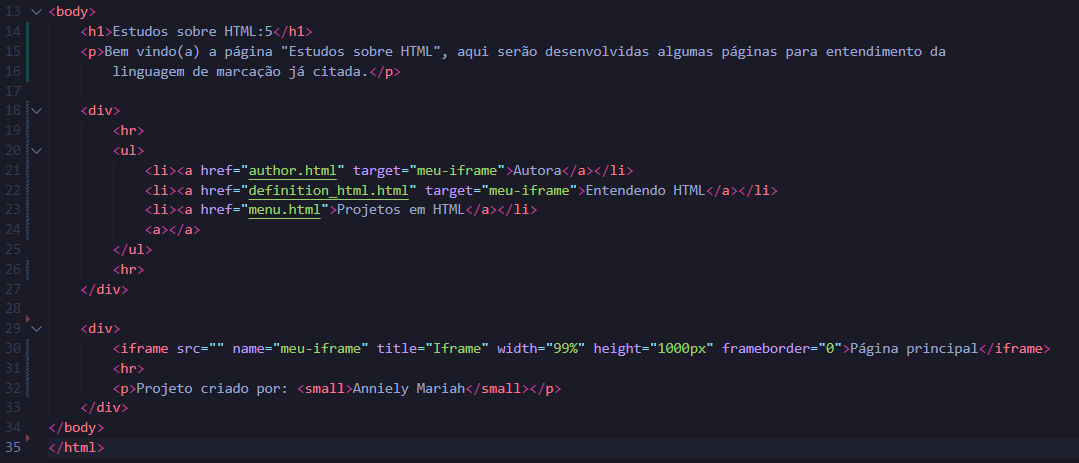 13 <body>
14 <h1>Estudos sobre HTML:5</h1>
15 <p>Bem vindo(a) a página "Estudos sobre HTML", aqui serão desenvolvidas algumas páginas para entendimento da
16 linguagem de marcação já citada.</p>
17
18 <div>
19 <hr>
20 <ul>
21 <li><a href="author.html" target="meu-iframe">Autora</a></li>
22 <li><a href="definition_html.html" target="meu-iframe">Entendendo HTML</a></li>
23 <li><a href="menu.html">Projetos em HTML</a></li>
24 <a></a>
25 </ul>
26 <hr>
27 </div>
28
29 <div>
30 <iframe src="" name="meu-iframe" title="Iframe" width="99%" height="1000px" frameborder="0">Página principal</iframe>
31 <hr>
32 <p>Projeto criado por: <small>Anniely Mariah</small></p>
33 </div>
34 </body>
35 </html>